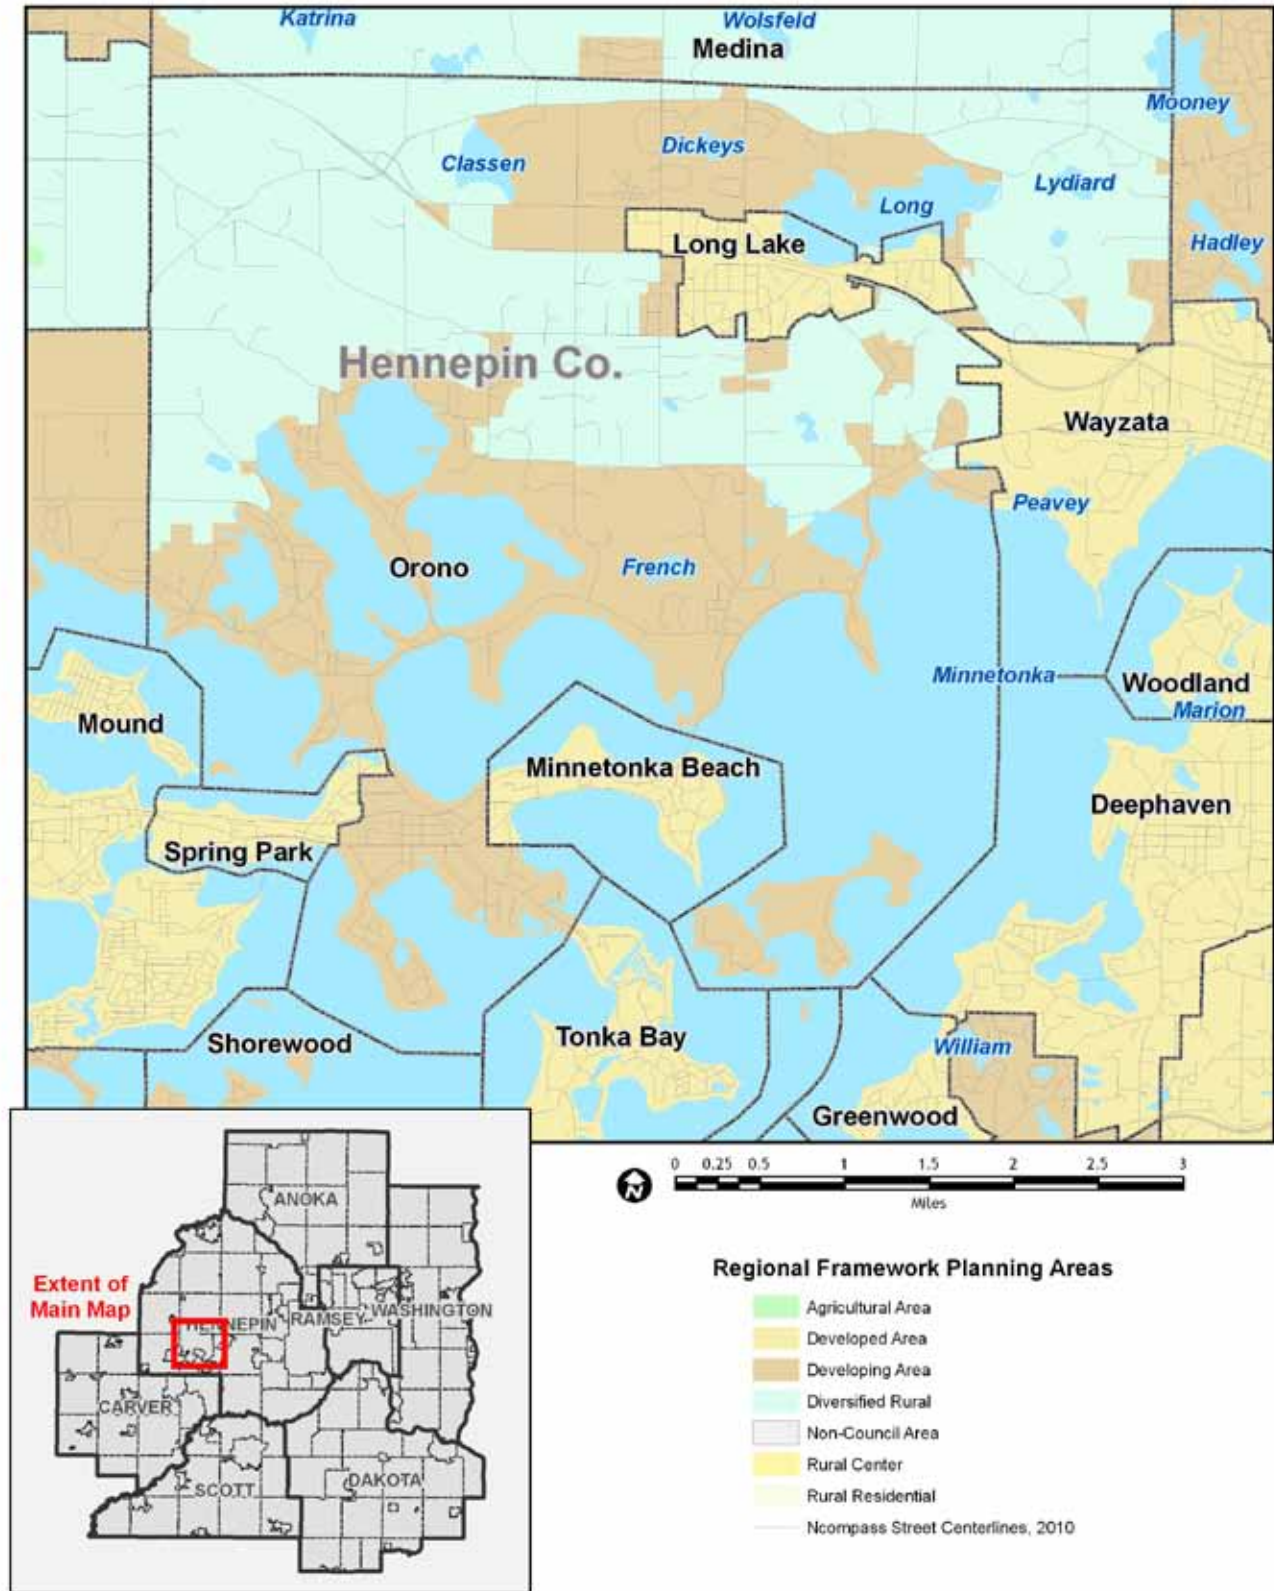 Katrina
Wolsfeld
Medina
Mooney
Classen
Dickeys
Lydiard
Long
Long Lake
Hadley
Hennepin Co.
Wayzata
Peavey
Orono
French
Minnetonka
Woodland
Marion
Mound
Minnetonka Beach
Deephaven
Spring Park
Shorewood
Tonka Bay
William
Greenwood
N
0 0.25 0.5 1 1.5 2 2.5 3
Miles
Extent of
Main Map
ANOKA
HENNEPIN
RAMSEY
WASHINGTON
CARVER
SCOTT
DAKOTA
Regional Framework Planning Areas
Agricultural Area
Developed Area
Developing Area
Diversified Rural
Non-Council Area
Rural Center
Rural Residential
Ncompass Street Centerlines, 2010